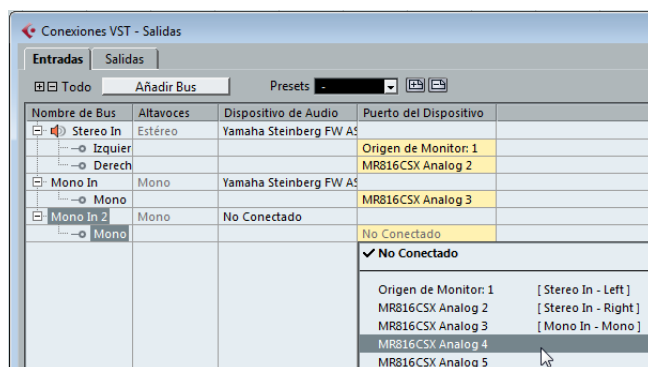 Conexiones VST - Salidas
Entradas Salidas
Todo Añadir Bus Presets -
Nombre de Bus Altavoces Dispositivo de Audio Puerto del Dispositivo
Stereo In Estéreo Yamaha Steinberg FW AS
Izquier Origen de Monitor: 1
Derech MR816CSX Analog 2
Mono In Mono Yamaha Steinberg FW AS
Mono MR816CSX Analog 3
Mono In 2 Mono No Conectado
Mono No Conectado
No Conectado
Origen de Monitor: 1 [ Stereo In - Left ]
MR816CSX Analog 2 [ Stereo In - Right ]
MR816CSX Analog 3 [ Mono In - Mono ]
MR816CSX Analog 4
MR816CSX Analog 5